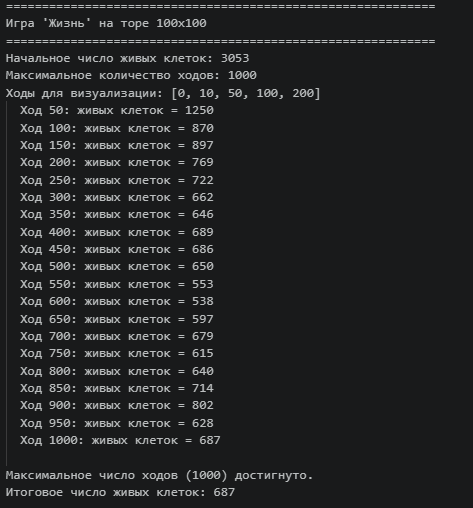 ============================================================
Игра 'Жизнь' на торе 100x100
============================================================
Начальное число живых клеток: 3053
Максимальное количество ходов: 1000
Ходы для визуализации: [0, 10, 50, 100, 200]
Ход 50: живых клеток = 1250
Ход 100: живых клеток = 870
Ход 150: живых клеток = 897
Ход 200: живых клеток = 769
Ход 250: живых клеток = 722
Ход 300: живых клеток = 662
Ход 350: живых клеток = 646
Ход 400: живых клеток = 689
Ход 450: живых клеток = 686
Ход 500: живых клеток = 650
Ход 550: живых клеток = 553
Ход 600: живых клеток = 538
Ход 650: живых клеток = 597
Ход 700: живых клеток = 679
Ход 750: живых клеток = 615
Ход 800: живых клеток = 640
Ход 850: живых клеток = 714
Ход 900: живых клеток = 802
Ход 950: живых клеток = 628
Ход 1000: живых клеток = 687
Максимальное число ходов (1000) достигнуто.
Итоговое число живых клеток: 687